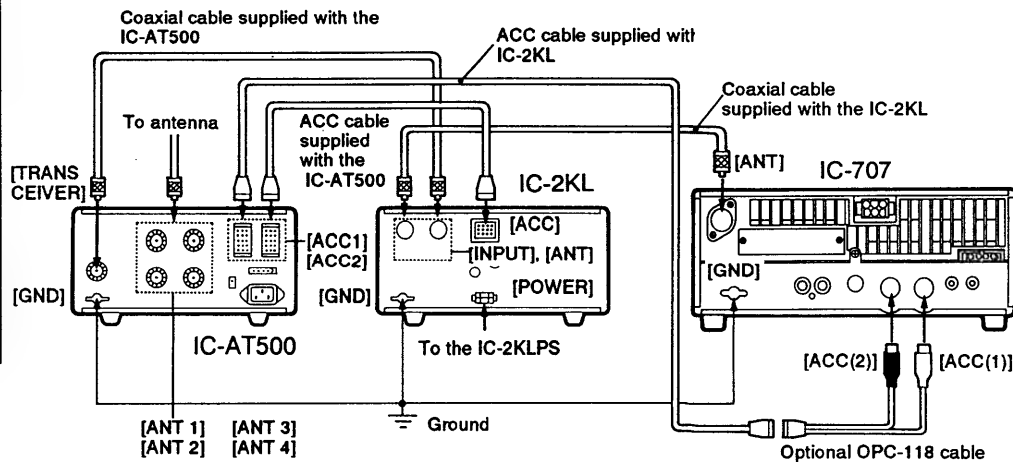 Coaxial cable supplied with the
IC-AT500
ACC cable supplied with
IC-2KL
Coaxial cable
supplied with the IC-2KL
To antenna
ACC cable
supplied
with the
IC-AT500
[TRANS
CEIVER]
IC-2KL
[ANT]
IC-707
[ACC1]
[ACC2]
[ACC]
[INPUT], [ANT]
[GND]
[GND]
[POWER]
[GND]
IC-AT500
To the IC-2KLPS
[ACC(2)]
[ACC(1)]
[ANT 1]
[ANT 2]
[ANT 3]
[ANT 4]
Ground
Optional OPC-118 cable